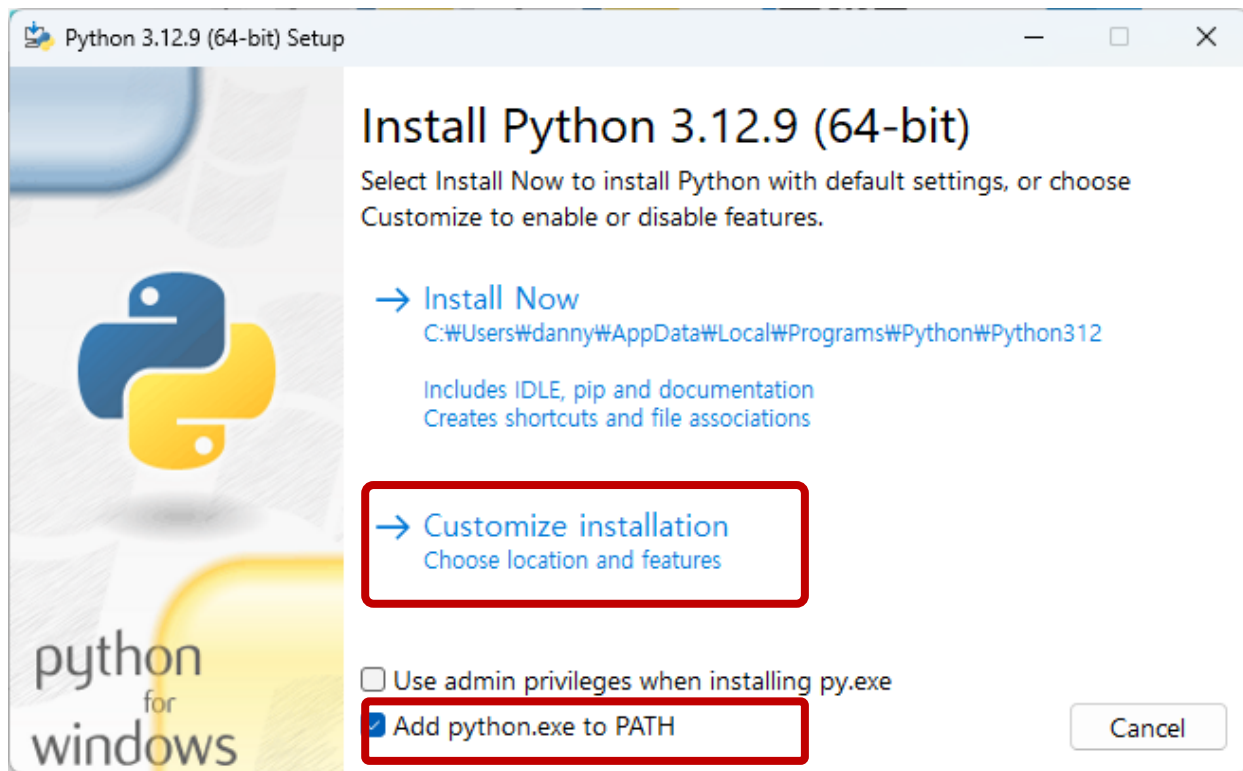 Python 3.12.9 (64-bit) Setup
Install Python 3.12.9 (64-bit)
Select Install Now to install Python with default settings, or choose
Customize to enable or disable features.
Install Now
C:₩Users₩danny₩AppData₩Local₩Programs₩Python₩Python312
Includes IDLE, pip and documentation
Creates shortcuts and file associations
Customize installation
Choose location and features
Use admin privileges when installing py.exe
Add python.exe to PATH
Cancel
python
for
windows